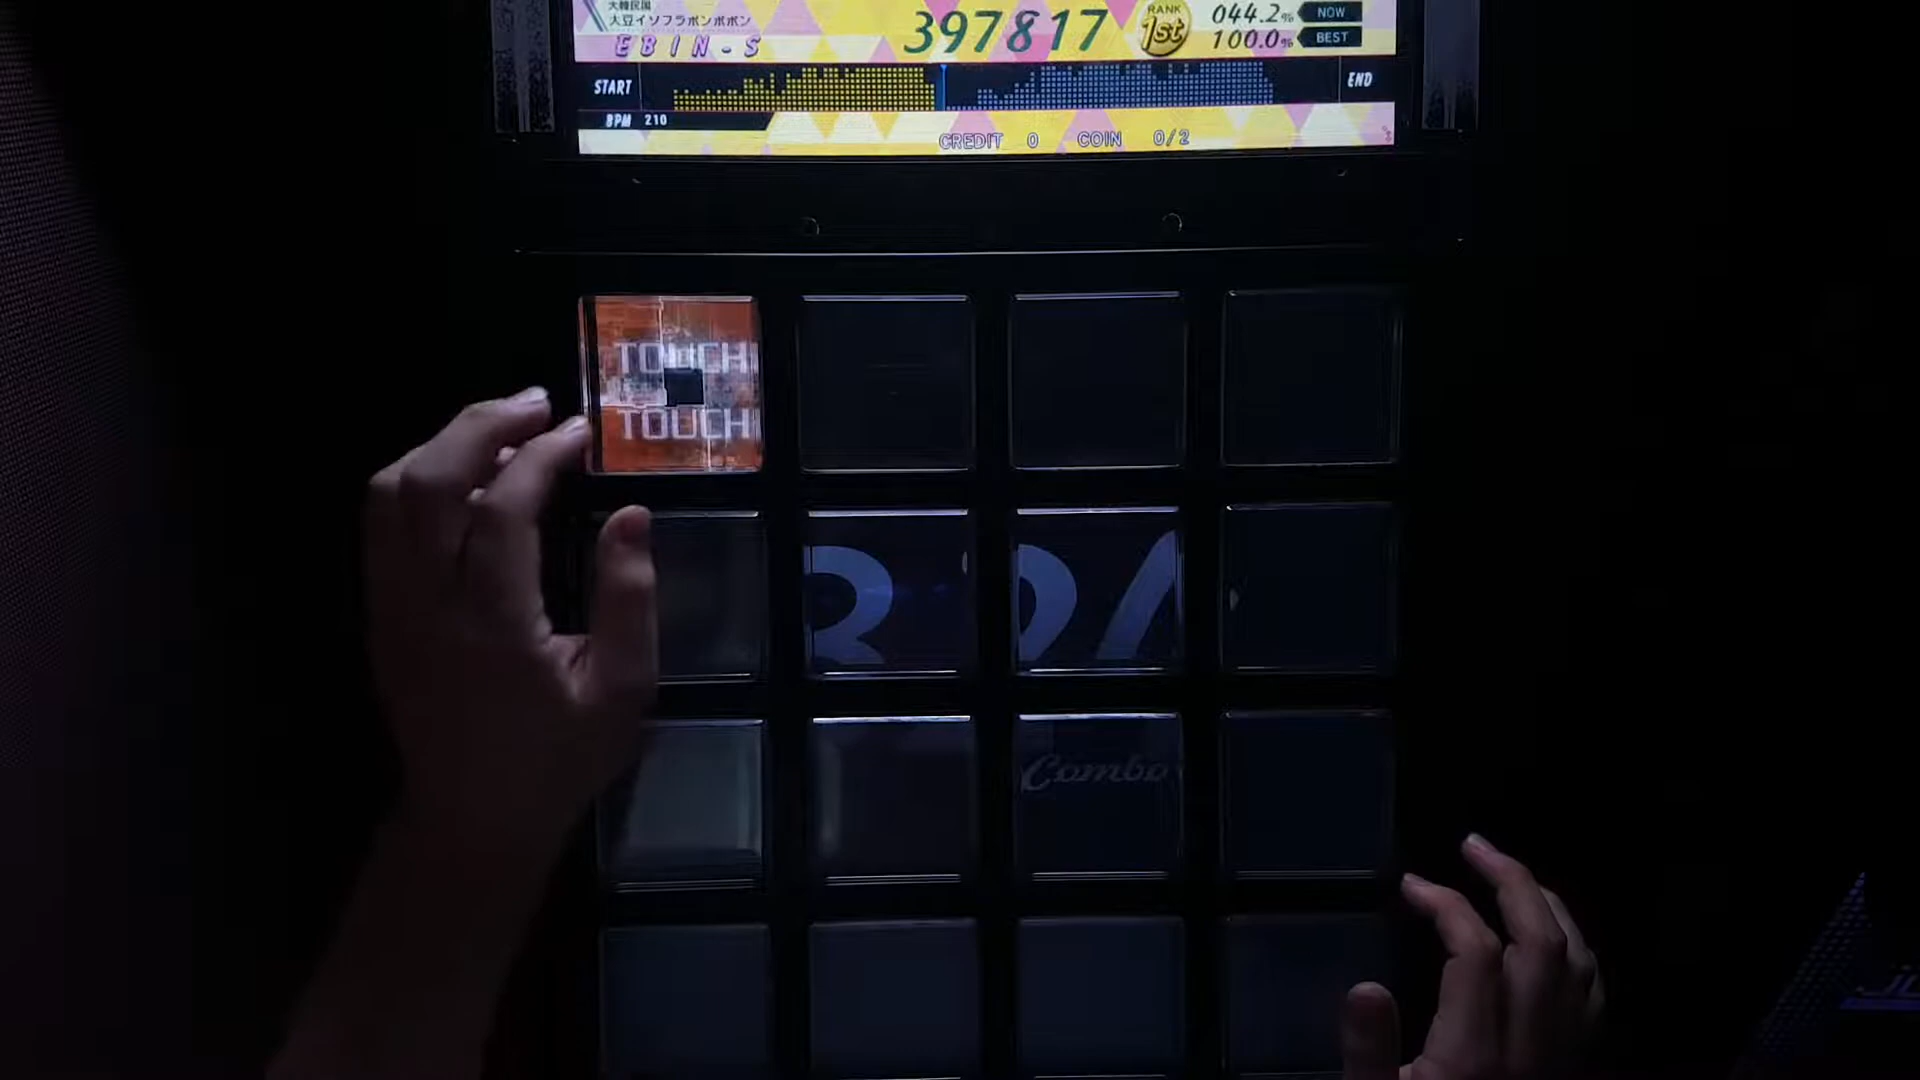 大韓民国
大豆イソフラボンボボン
EBIN-S
397817
RANK
1st
044.2% NOW
100.0% BEST
START
END
BPM 210
CREDIT 0 COIN 0/2
TOUCH
TOUCH
Combo